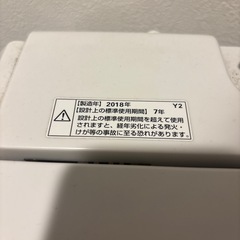 【製造年】2018年 Y2
【設計上の標準使用期間】7年
設計上の標準使用期間を超えて使用
されますと、経年劣化による発火・
けが等の事故に至る恐れがあります。